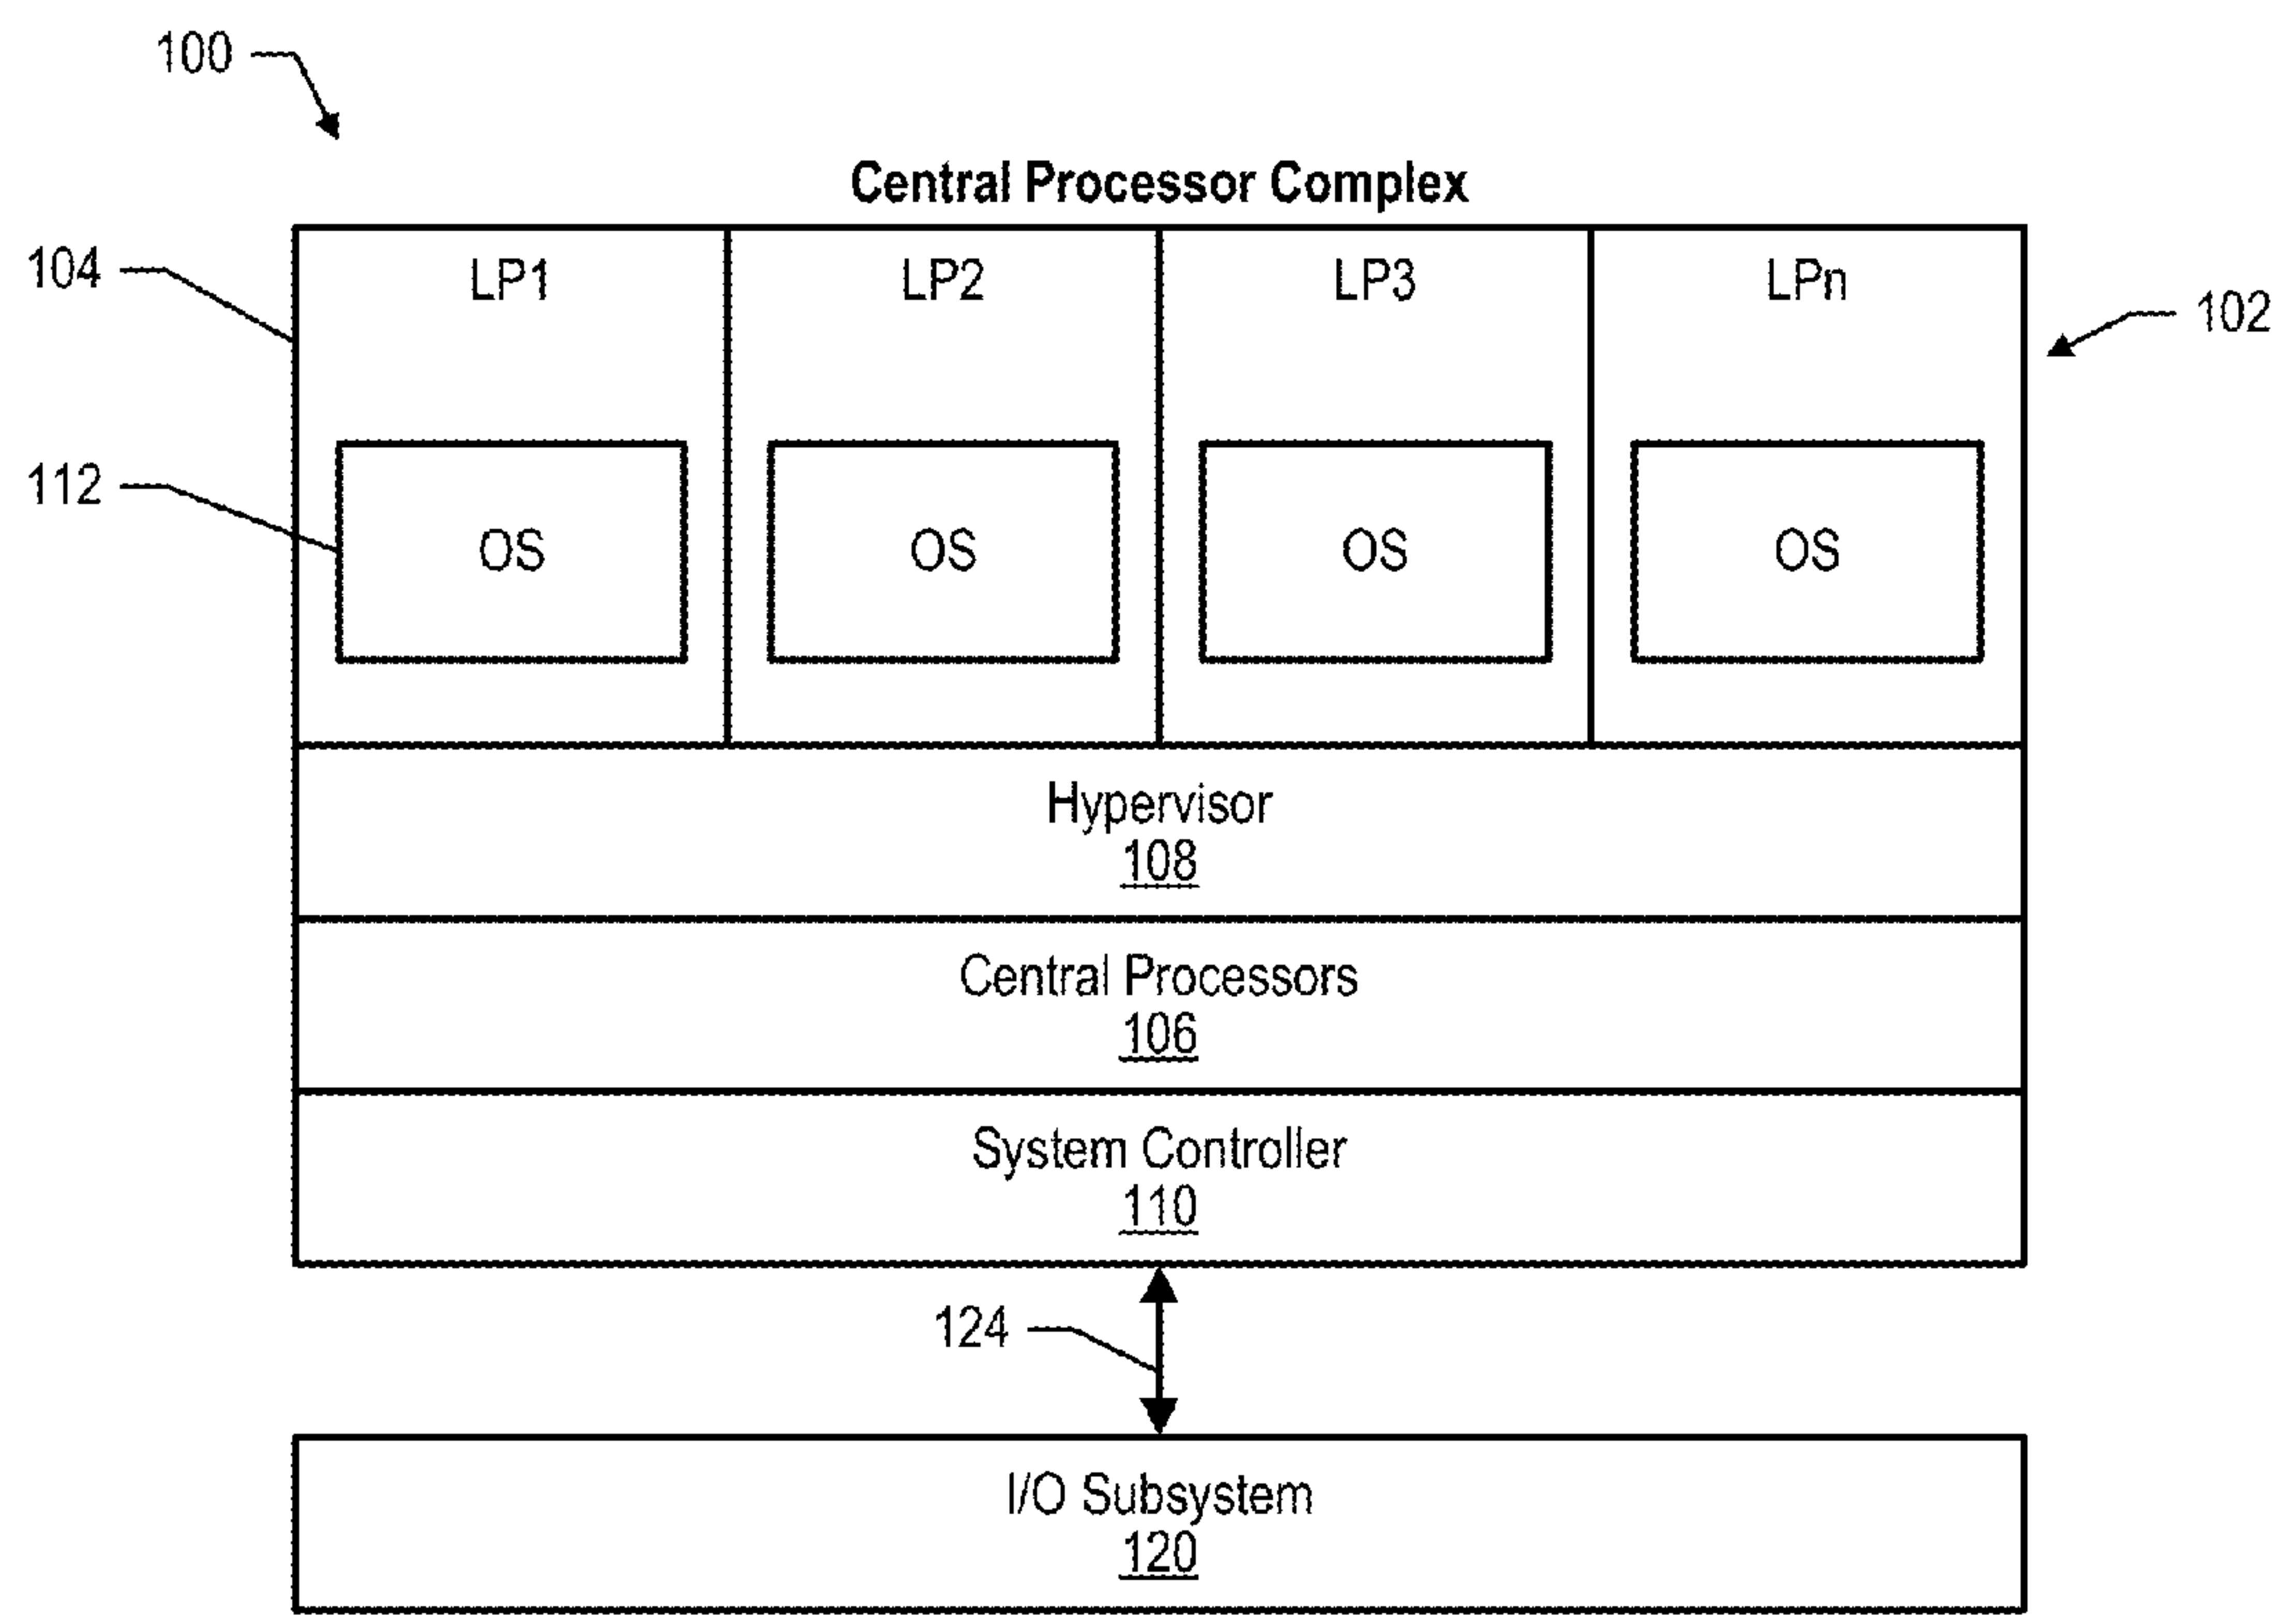 100
Central Processor Complex
104
LP1
LP2
LP3
LPn
102
112
OS
OS
OS
OS
Hypervisor
108
Central Processors
106
System Controller
110
124
I/O Subsystem
120